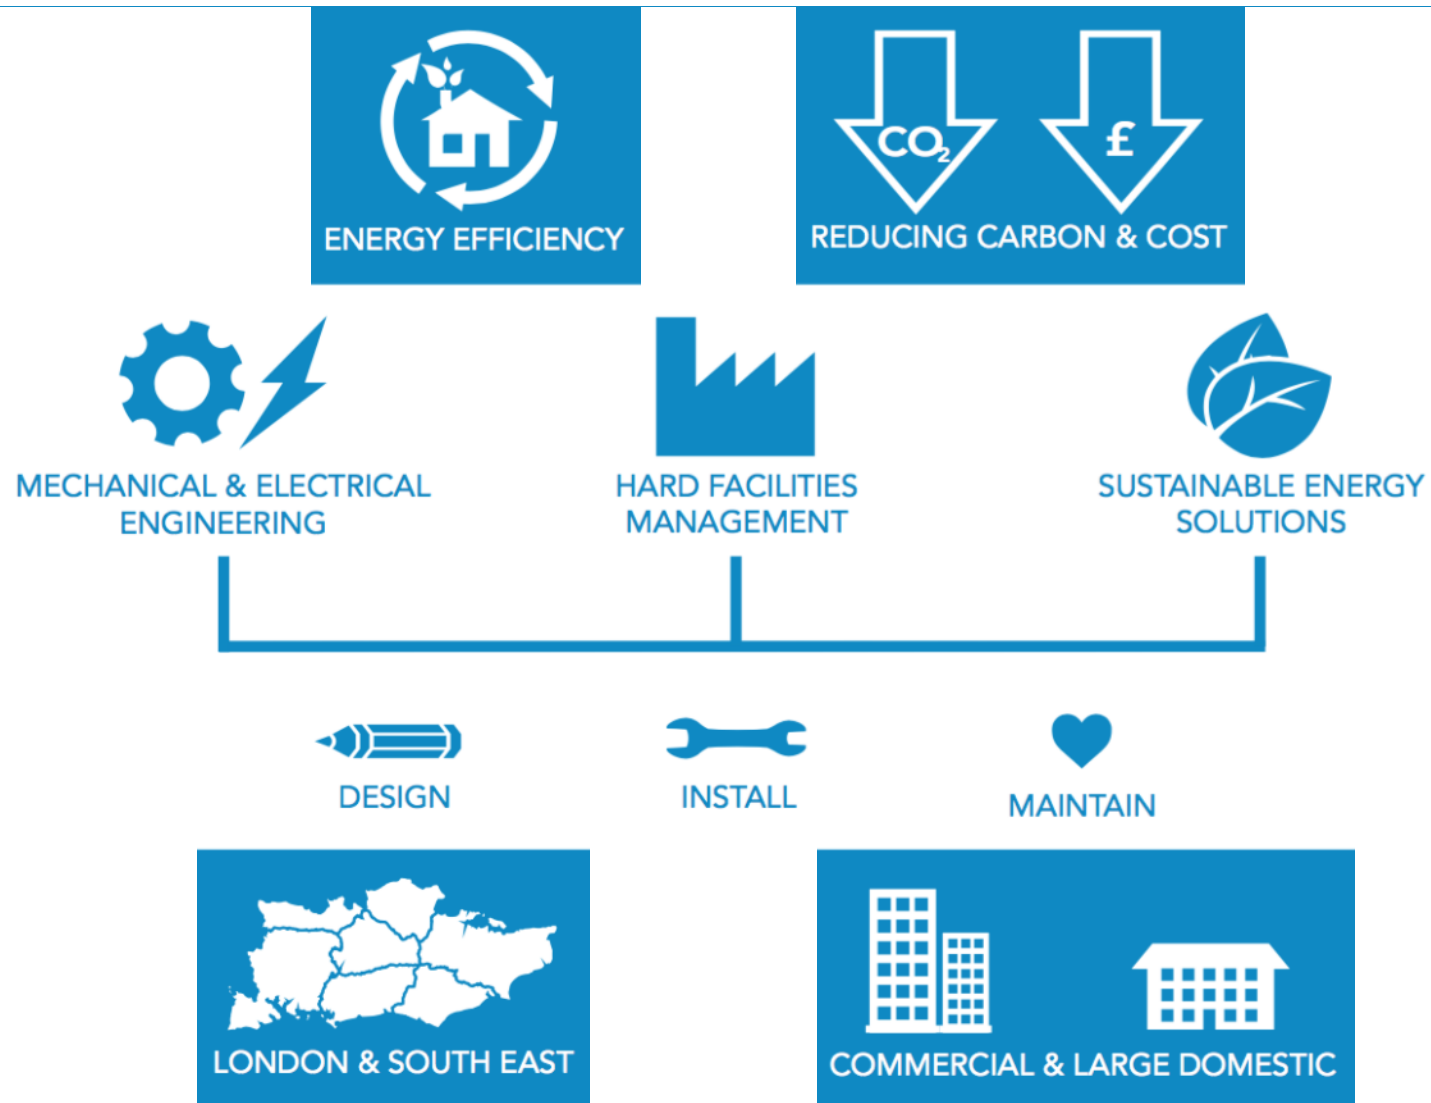 ENERGY EFFICIENCY
CO₂
£
REDUCING CARBON & COST
MECHANICAL & ELECTRICAL
ENGINEERING
HARD FACILITIES
MANAGEMENT
SUSTAINABLE ENERGY
SOLUTIONS
DESIGN
INSTALL
MAINTAIN
LONDON & SOUTH EAST
COMMERCIAL & LARGE DOMESTIC